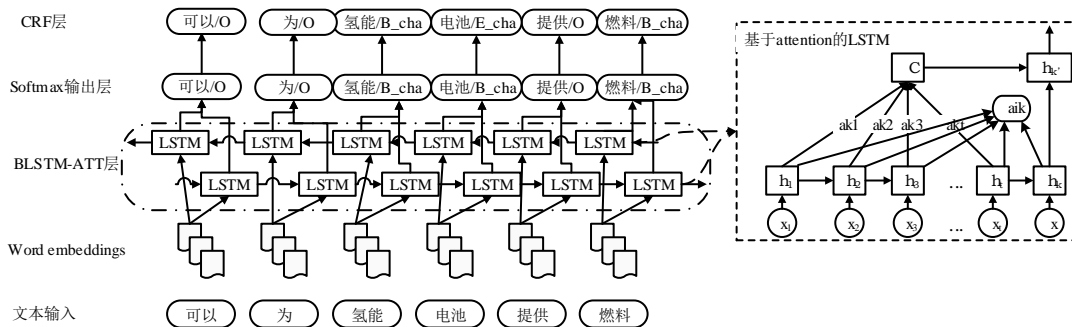 CRF层 可以/O 为/O 氢能/B_cha 电池/E_cha 提供/O 燃料/B_cha
Softmax输出层 可以/O 为/O 氢能/B_cha 电池/B_cha 提供/O 燃料/B_cha
BLSTM-ATT层
LSTM LSTM LSTM LSTM LSTM LSTM
LSTM LSTM LSTM LSTM LSTM LSTM
Word embeddings
文本输入 可以 为 氢能 电池 提供 燃料
基于attention的LSTM
C hk'
ak1 ak2 ak3 akt aik
h1 h2 h3 ... ht hk
x1 x2 x3 ... xt x